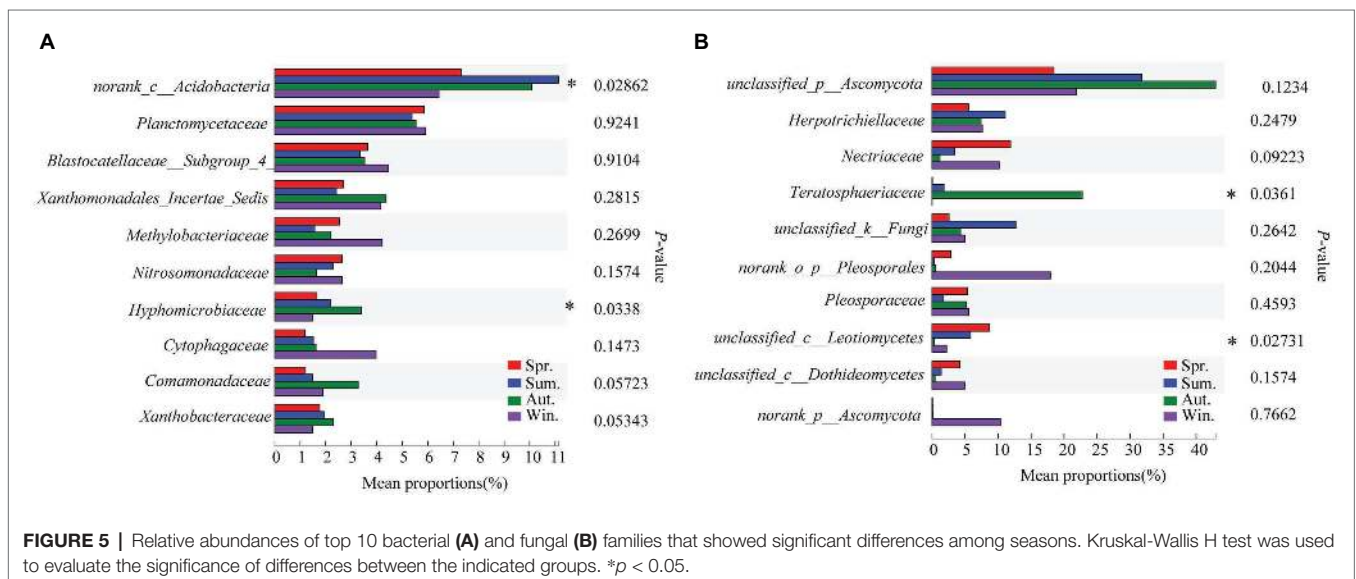 A
norank_c__Acidobacteria
* 0.02862
Planctomycetaceae
0.9241
Blastocatellaceae__Subgroup_4_
0.9104
Xanthomonadales_Incertae_Sedis
0.2815
Methylobacteriaceae
0.2699
Nitrosomonadaceae
0.1574
Hyphomicrobiaceae
* 0.0338
Cytophagaceae
0.1473
Comamonadaceae
0.05723
Xanthobacteraceae
0.05343
P-value
Spr.
Sum.
Aut.
Win.
0 1 2 3 4 5 6 7 8 9 10 11
Mean proportions(%)
B
unclassified_p__Ascomycota
0.1234
Herpotrichiellaceae
0.2479
Nectriaceae
0.09223
Teratosphaeriaceae
* 0.0361
unclassified_k__Fungi
0.2642
norank_o_p__Pleosporales
0.2044
Pleosporaceae
0.4593
unclassified_c__Leotiomycetes
* 0.02731
unclassified_c__Dothideomycetes
0.1574
norank_p__Ascomycota
0.7662
P-value
Spr.
Sum.
Aut.
Win.
0 5 10 15 20 25 30 35 40
Mean proportions(%)
FIGURE 5 | Relative abundances of top 10 bacterial (A) and fungal (B) families that showed significant differences among seasons. Kruskal-Wallis H test was used
to evaluate the significance of differences between the indicated groups. *p < 0.05.